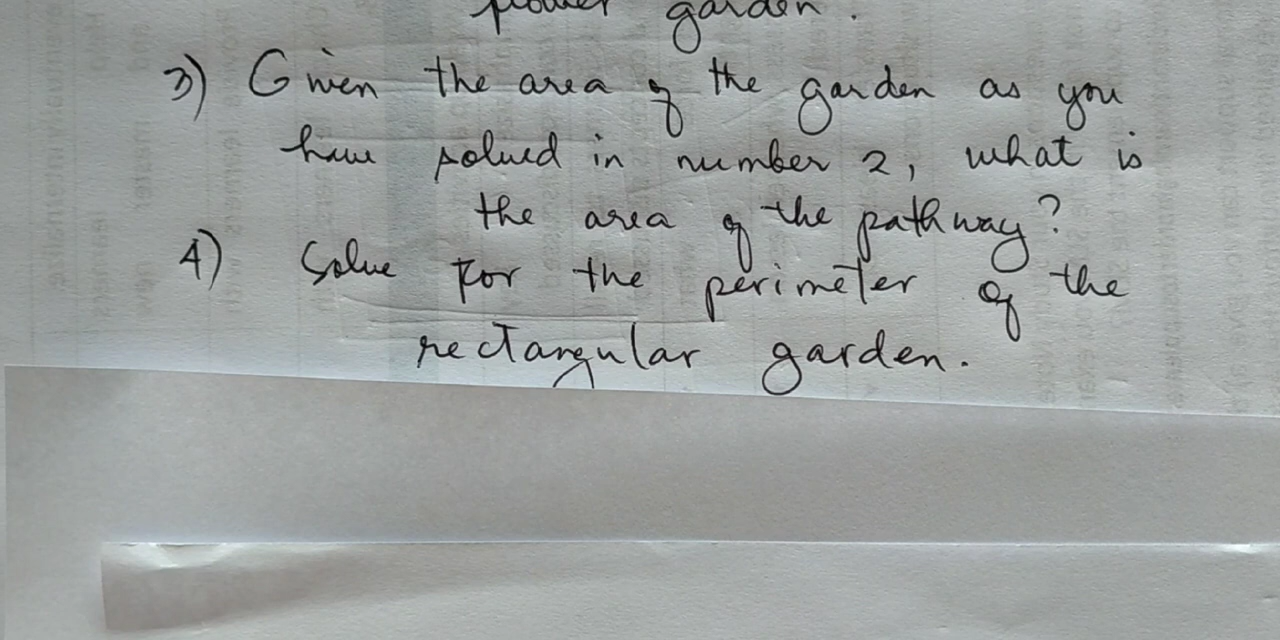 flower garden.
3) Given the area of the garden as you
have solved in number 2, what is
the area of the pathway?
4) Solve for the perimeter of the
rectangular garden.